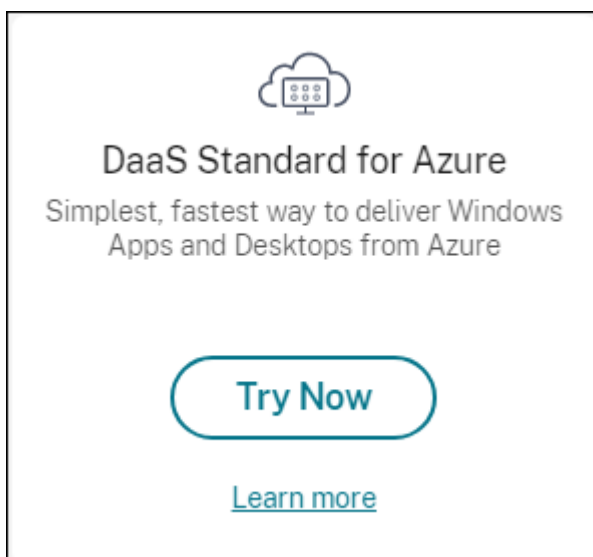 DaaS Standard for Azure
Simplest, fastest way to deliver Windows
Apps and Desktops from Azure
Try Now
Learn more